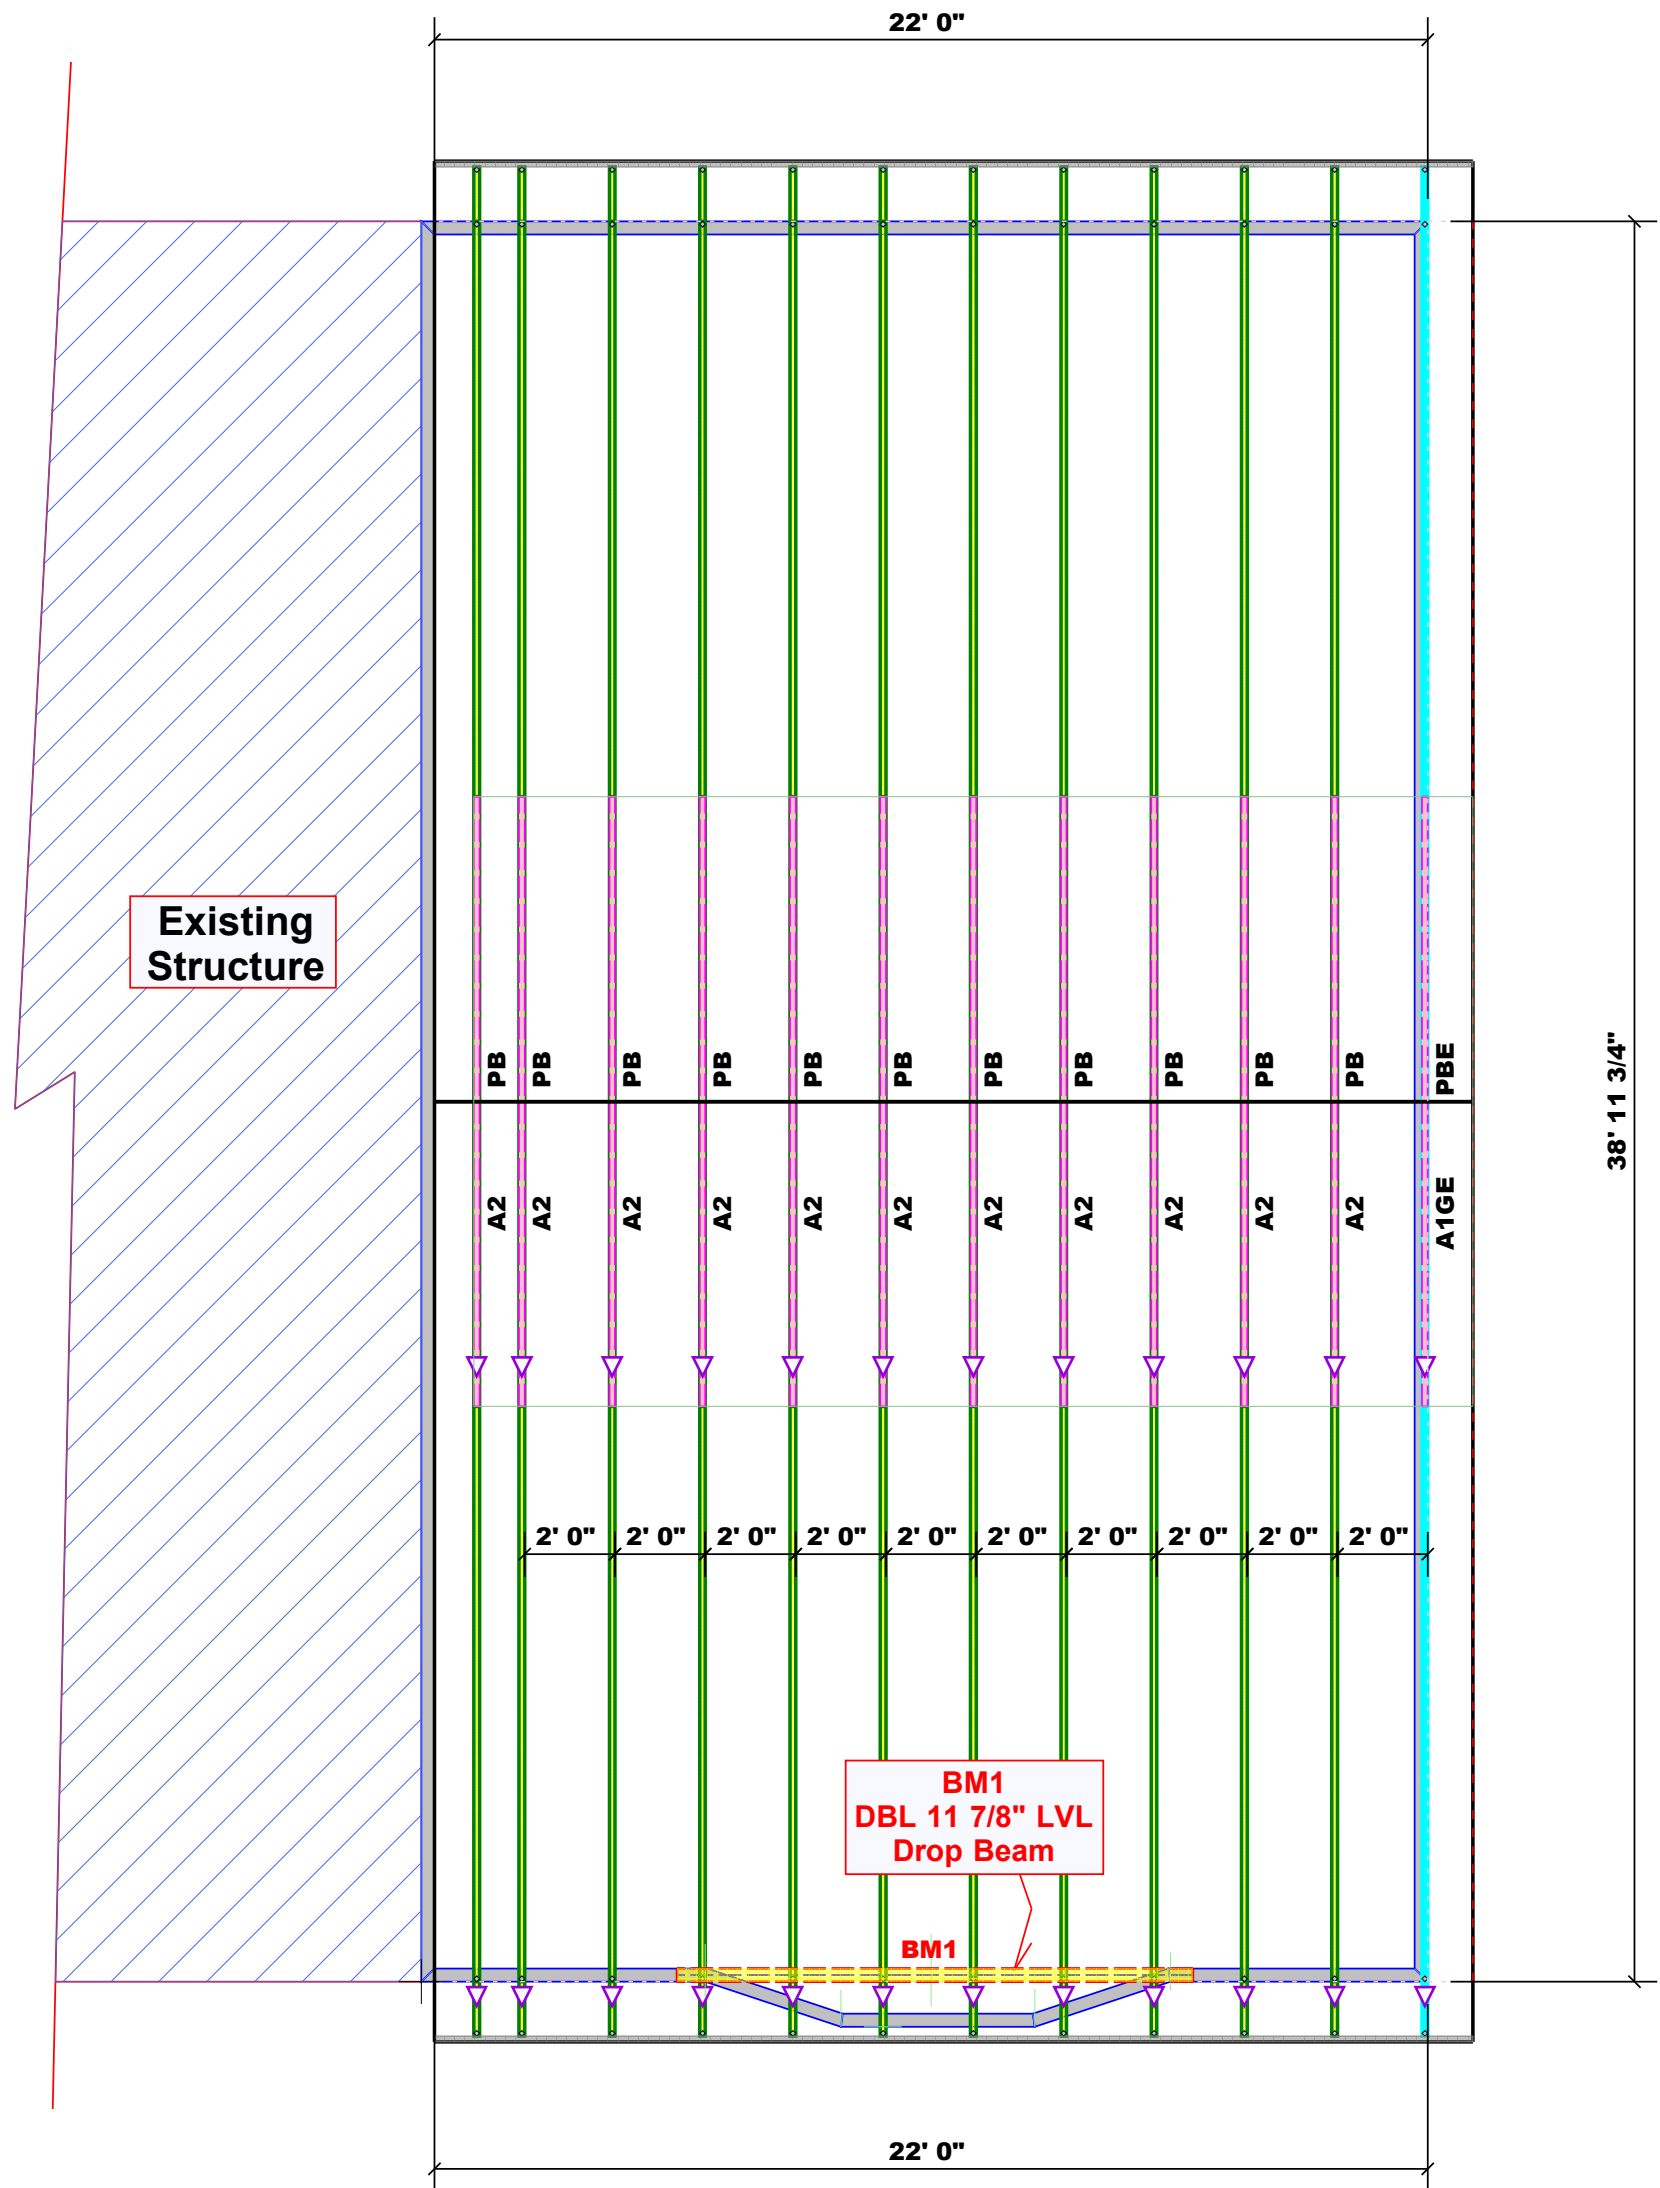 22' 0"
Existing
Structure
PB
PB
PB
PB
PB
PB
PB
PB
PB
PB
PB
PBE
38' 11 3/4"
A2
A2
A2
A2
A2
A2
A2
A2
A2
A2
A2
A1GE
2' 0"
2' 0"
2' 0"
2' 0"
2' 0"
2' 0"
2' 0"
2' 0"
2' 0"
2' 0"
BM1
DBL 11 7/8" LVL
Drop Beam
BM1
22' 0"